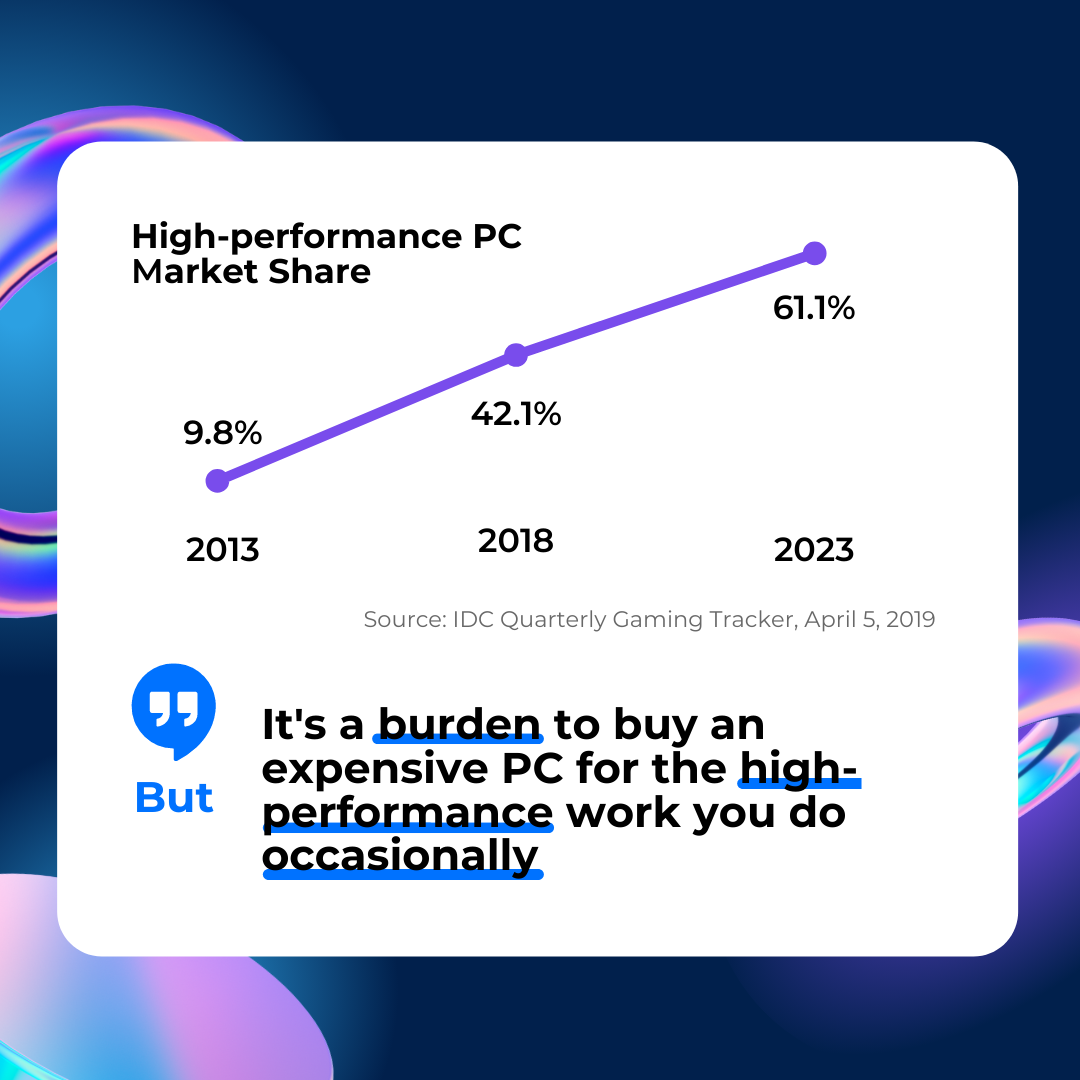 High-performance PC
Market Share
61.1%
42.1%
9.8%
2013
2018
2023
Source: IDC Quarterly Gaming Tracker, April 5, 2019
But
It's a burden to buy an
expensive PC for the high-
performance work you do
occasionally